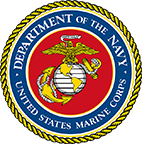 DEPARTMENT OF THE NAVY
UNITED STATES MARINE CORPS